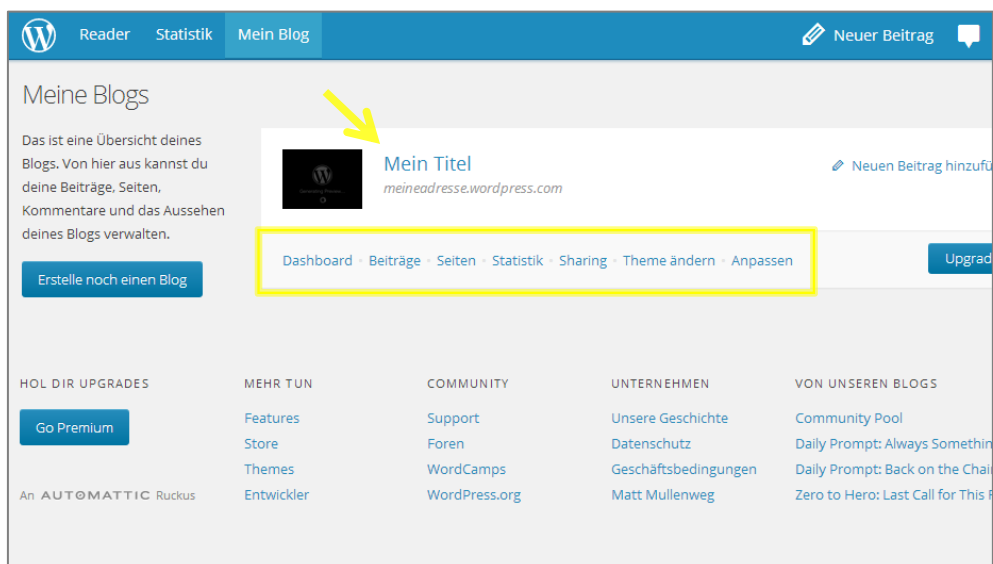 Reader Statistik Mein Blog Neuer Beitrag
Meine Blogs
Das ist eine Übersicht deines
Blogs. Von hier aus kannst du
deine Beiträge, Seiten,
Kommentare und das Aussehen
deines Blogs verwalten.
Erstelle noch einen Blog
Mein Titel
meineadresse.wordpress.com
Neuen Beitrag hinzufü
Dashboard Beiträge Seiten Statistik Sharing Theme ändern Anpassen
Upgrad
HOL DIR UPGRADES
Go Premium
An AUTOMATTIC Ruckus
MEHR TUN
Features
Store
Themes
Entwickler
COMMUNITY
Support
Foren
WordCamps
WordPress.org
UNTERNEHMEN
Unsere Geschichte
Datenschutz
Geschäftsbedingungen
Matt Mullenweg
VON UNSEREN BLOGS
Community Pool
Daily Prompt: Always Somethin
Daily Prompt: Back on the Chai
Zero to Hero: Last Call for This